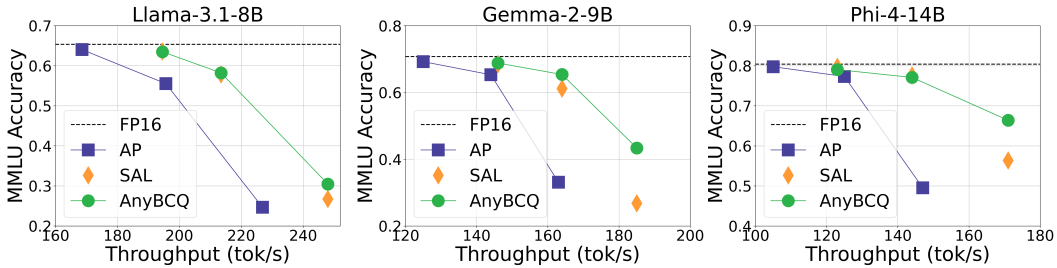 Llama-3.1-8B
MMLU Accuracy
0.7
0.6
0.5
0.4
0.3
0.2
FP16
AP
SAL
AnyBCQ
160 180 200 220 240
Throughput (tok/s)
Gemma-2-9B
MMLU Accuracy
0.8
0.6
0.4
0.2
FP16
AP
SAL
AnyBCQ
120 140 160 180 200
Throughput (tok/s)
Phi-4-14B
MMLU Accuracy
0.9
0.8
0.7
0.6
0.5
0.4
FP16
AP
SAL
AnyBCQ
100 120 140 160 180
Throughput (tok/s)